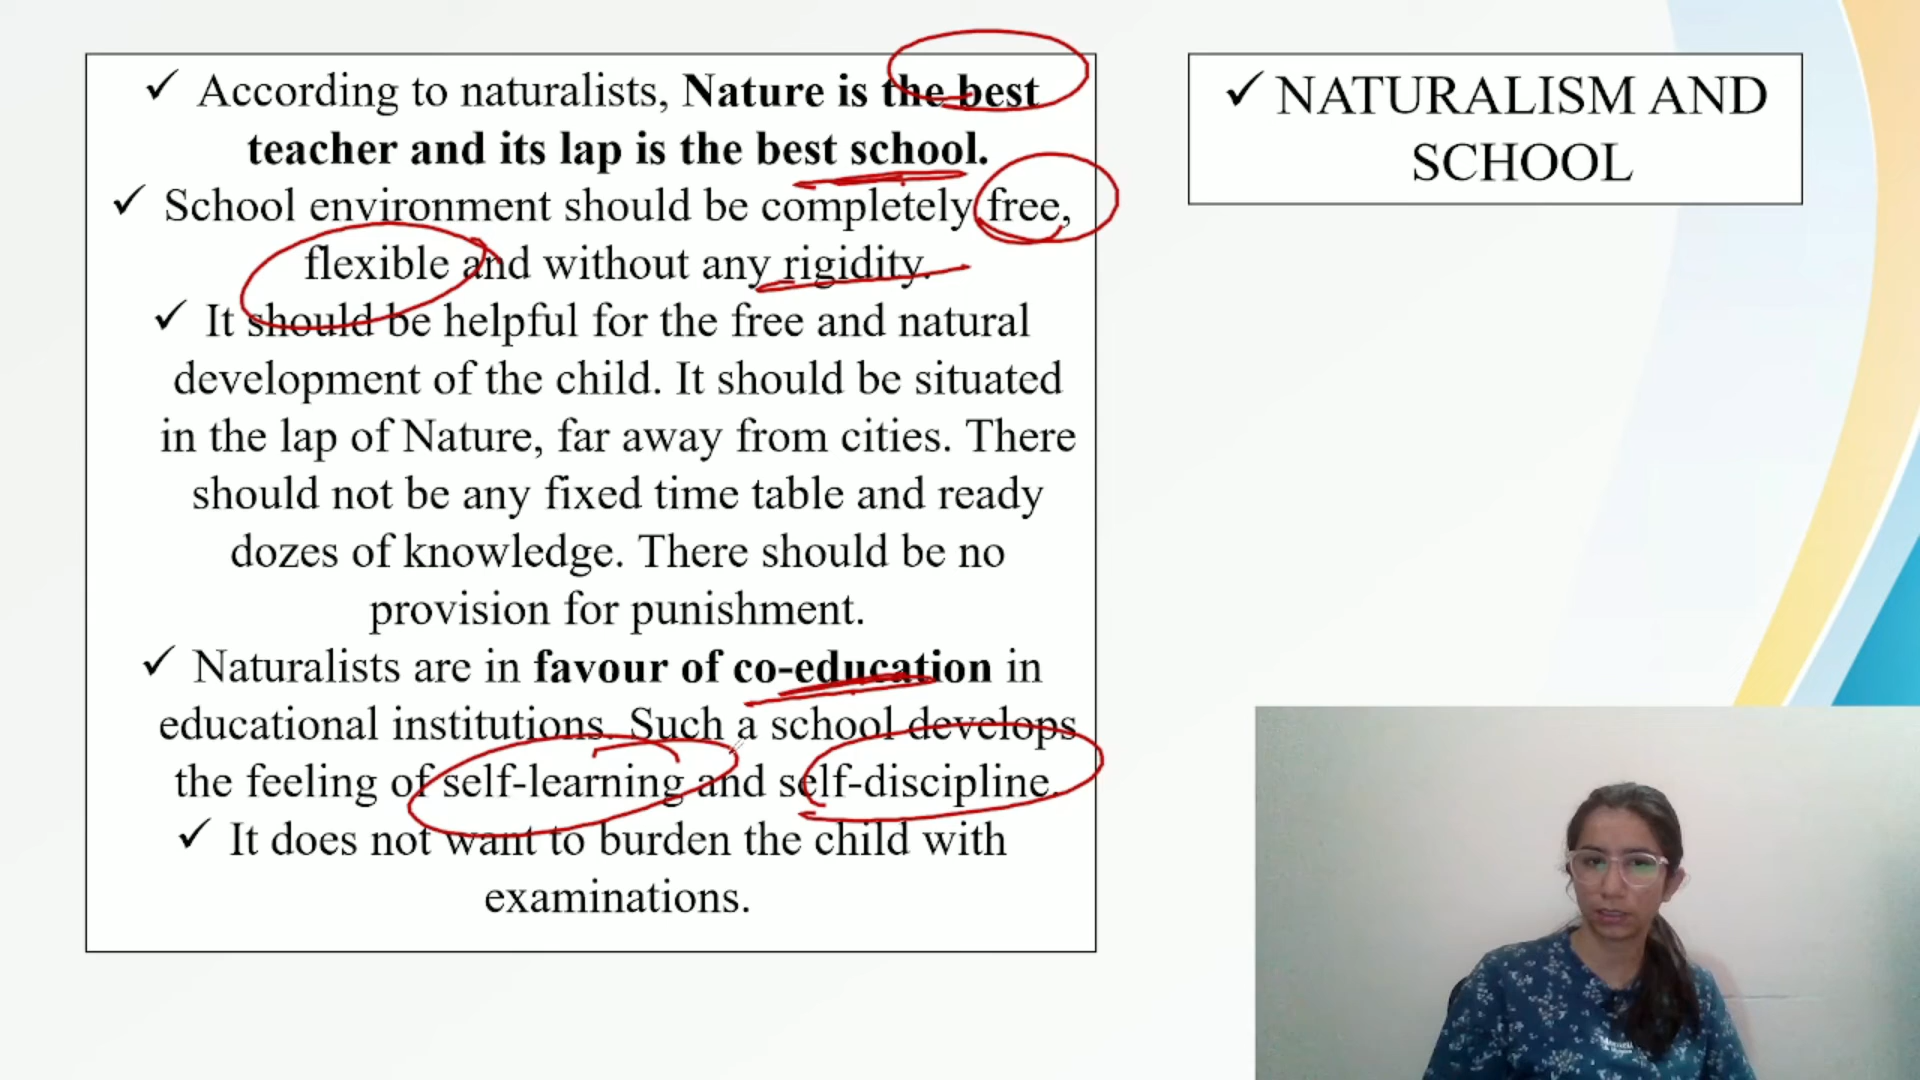 ✓ According to naturalists, Nature is the best
teacher and its lap is the best school.
✓ School environment should be completely free,
flexible and without any rigidity.
✓ It should be helpful for the free and natural
development of the child. It should be situated
in the lap of Nature, far away from cities. There
should not be any fixed time table and ready
dozes of knowledge. There should be no
provision for punishment.
✓ Naturalists are in favour of co-education in
educational institutions. Such a school develops
the feeling of self-learning and self-discipline.
✓ It does not want to burden the child with
examinations.
✓ NATURALISM AND
SCHOOL